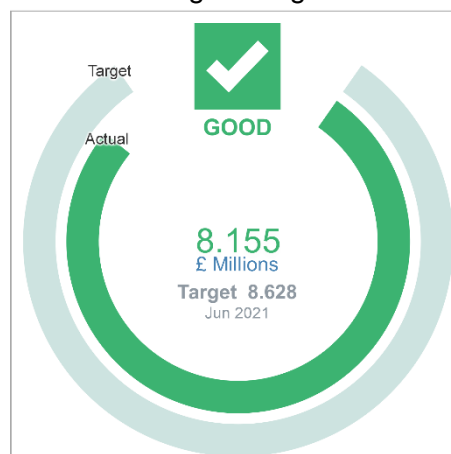 Target
GOOD
Actual
8.155
£ Millions
Target 8.628
Jun 2021